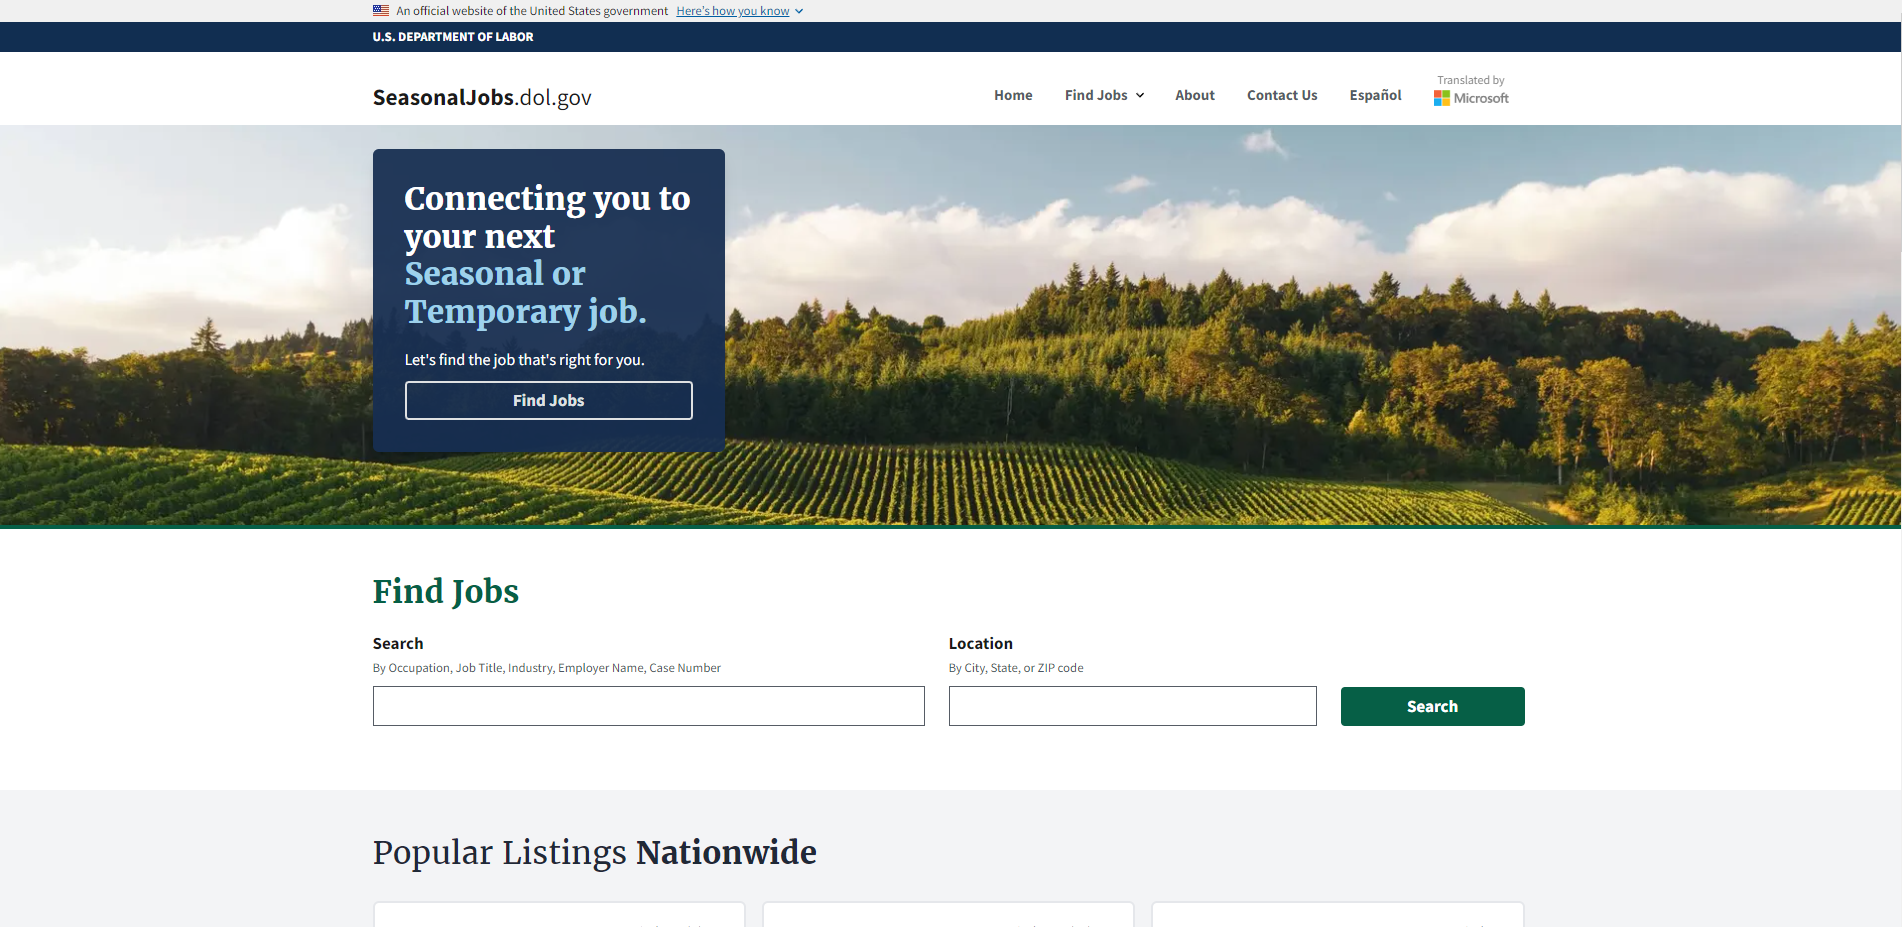 An official website of the United States government Here's how you know
U.S. DEPARTMENT OF LABOR
SeasonalJobs.dol.gov
Home
Find Jobs
About
Contact Us
Español
Translated by
Microsoft
Connecting you to
your next
Seasonal or
Temporary job.
Let's find the job that's right for you.
Find Jobs
Find Jobs
Search
By Occupation, Job Title, Industry, Employer Name, Case Number
Location
By City, State, or ZIP code
Search
Popular Listings Nationwide